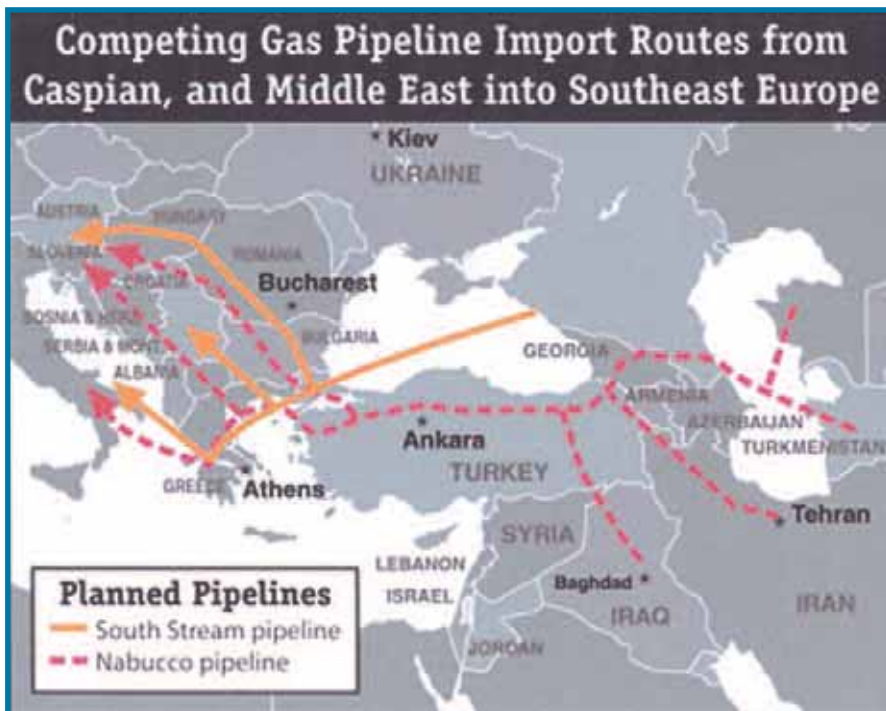 Competing Gas Pipeline Import Routes from
Caspian, and Middle East into Southeast Europe
Kiev
UKRAINE
AUSTRIA
HUNGARY
SLOVENIA
ROMANIA
CROATIA
Bucharest
BOSNIA & HERZ.
BULGARIA
SERBIA & MONT.
GEORGIA
ALBANIA
ARMENIA
AZERBAIJAN
Ankara
TURKMENISTAN
TURKEY
GREECE
Athens
Tehran
SYRIA
LEBANON
Baghdad
ISRAEL
IRAQ
IRAN
JORDAN
Planned Pipelines
South Stream pipeline
Nabucco pipeline